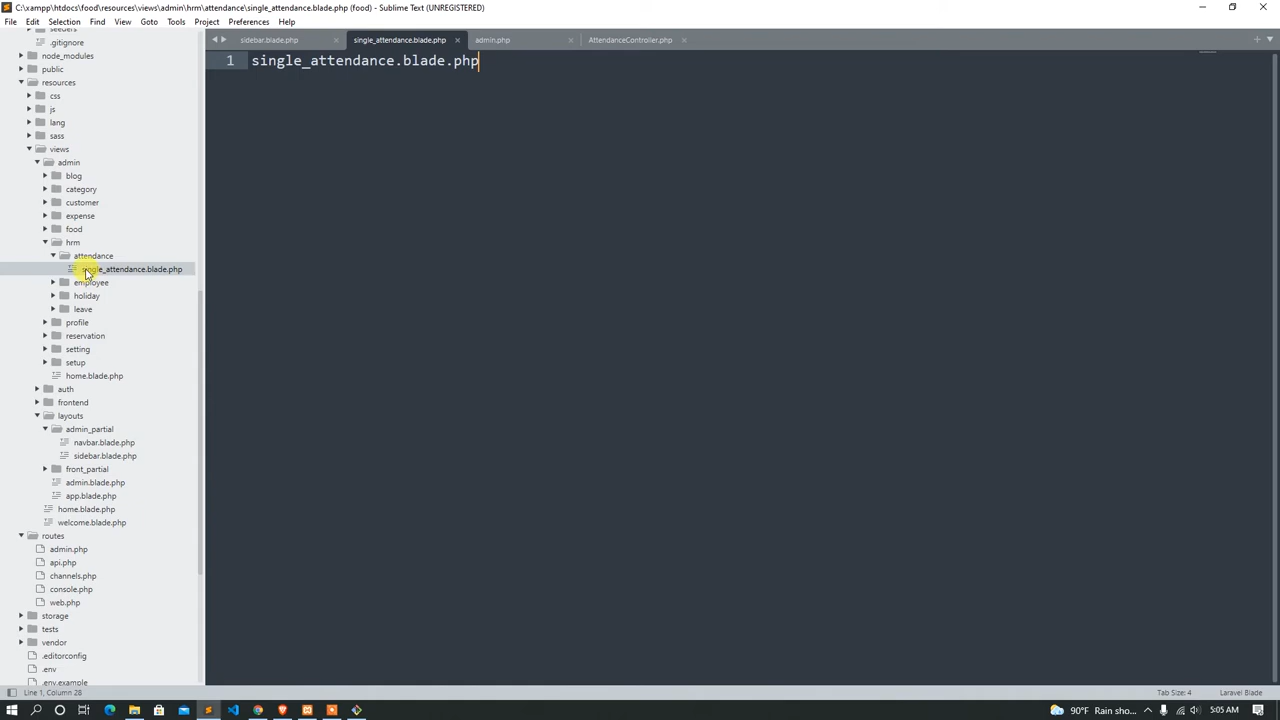 C:\xampp\htdocs\food\resources\views\admin\hrm\attendance\single_attendance.blade.php (food) - Sublime Text (UNREGISTERED)
File Edit Selection Find View Goto Tools Project Preferences Help
sidebar.blade.php single_attendance.blade.php admin.php AttendanceController.php
1 single_attendance.blade.php
seeders
.gitignore
node_modules
public
resources
css
js
lang
sass
views
admin
blog
category
customer
expense
food
hrm
attendance
single_attendance.blade.php
employee
holiday
leave
profile
reservation
setting
setup
home.blade.php
auth
frontend
layouts
admin_partial
navbar.blade.php
sidebar.blade.php
front_partial
admin.blade.php
app.blade.php
home.blade.php
welcome.blade.php
routes
admin.php
api.php
channels.php
console.php
web.php
storage
tests
vendor
.editorconfig
.env
.env.example
Line 1, Column 28 Tab Size: 4 Laravel Blade
90°F Rain sho... 5:05 AM